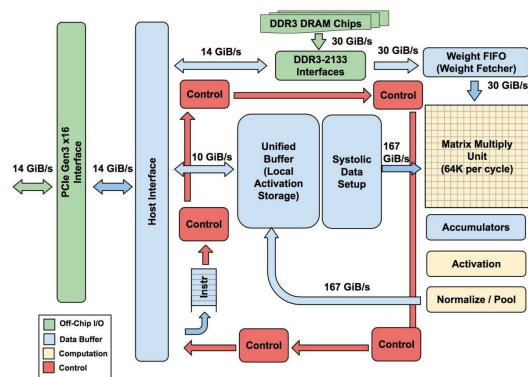 DDR3 DRAM Chips
30 GiB/s
14 GiB/s
30 GiB/s
DDR3-2133
Interfaces
Weight FIFO
(Weight Fetcher)
30 GiB/s
Control
Control
PCIe Gen3 x16
Interface
Host Interface
14 GiB/s
14 GiB/s
10 GiB/s
Unified
Buffer
(Local
Activation
Storage)
Systolic
Data
Setup
167
GiB/s
Matrix Multiply
Unit
(64K per cycle)
Control
Accumulators
Activation
Instr
167 GiB/s
Normalize / Pool
Control
Control
Control
Off-Chip I/O
Data Buffer
Computation
Control